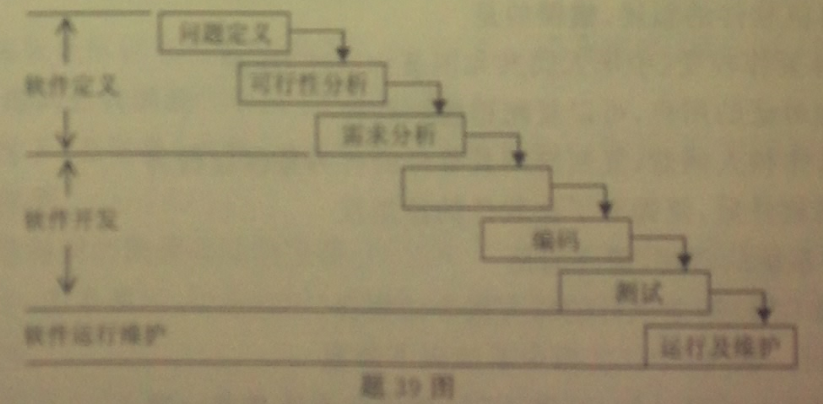 问题定义
软件定义
可行性分析
需求分析
软件开发
编码
测试
软件运行维护
运行及维护
题 39 图